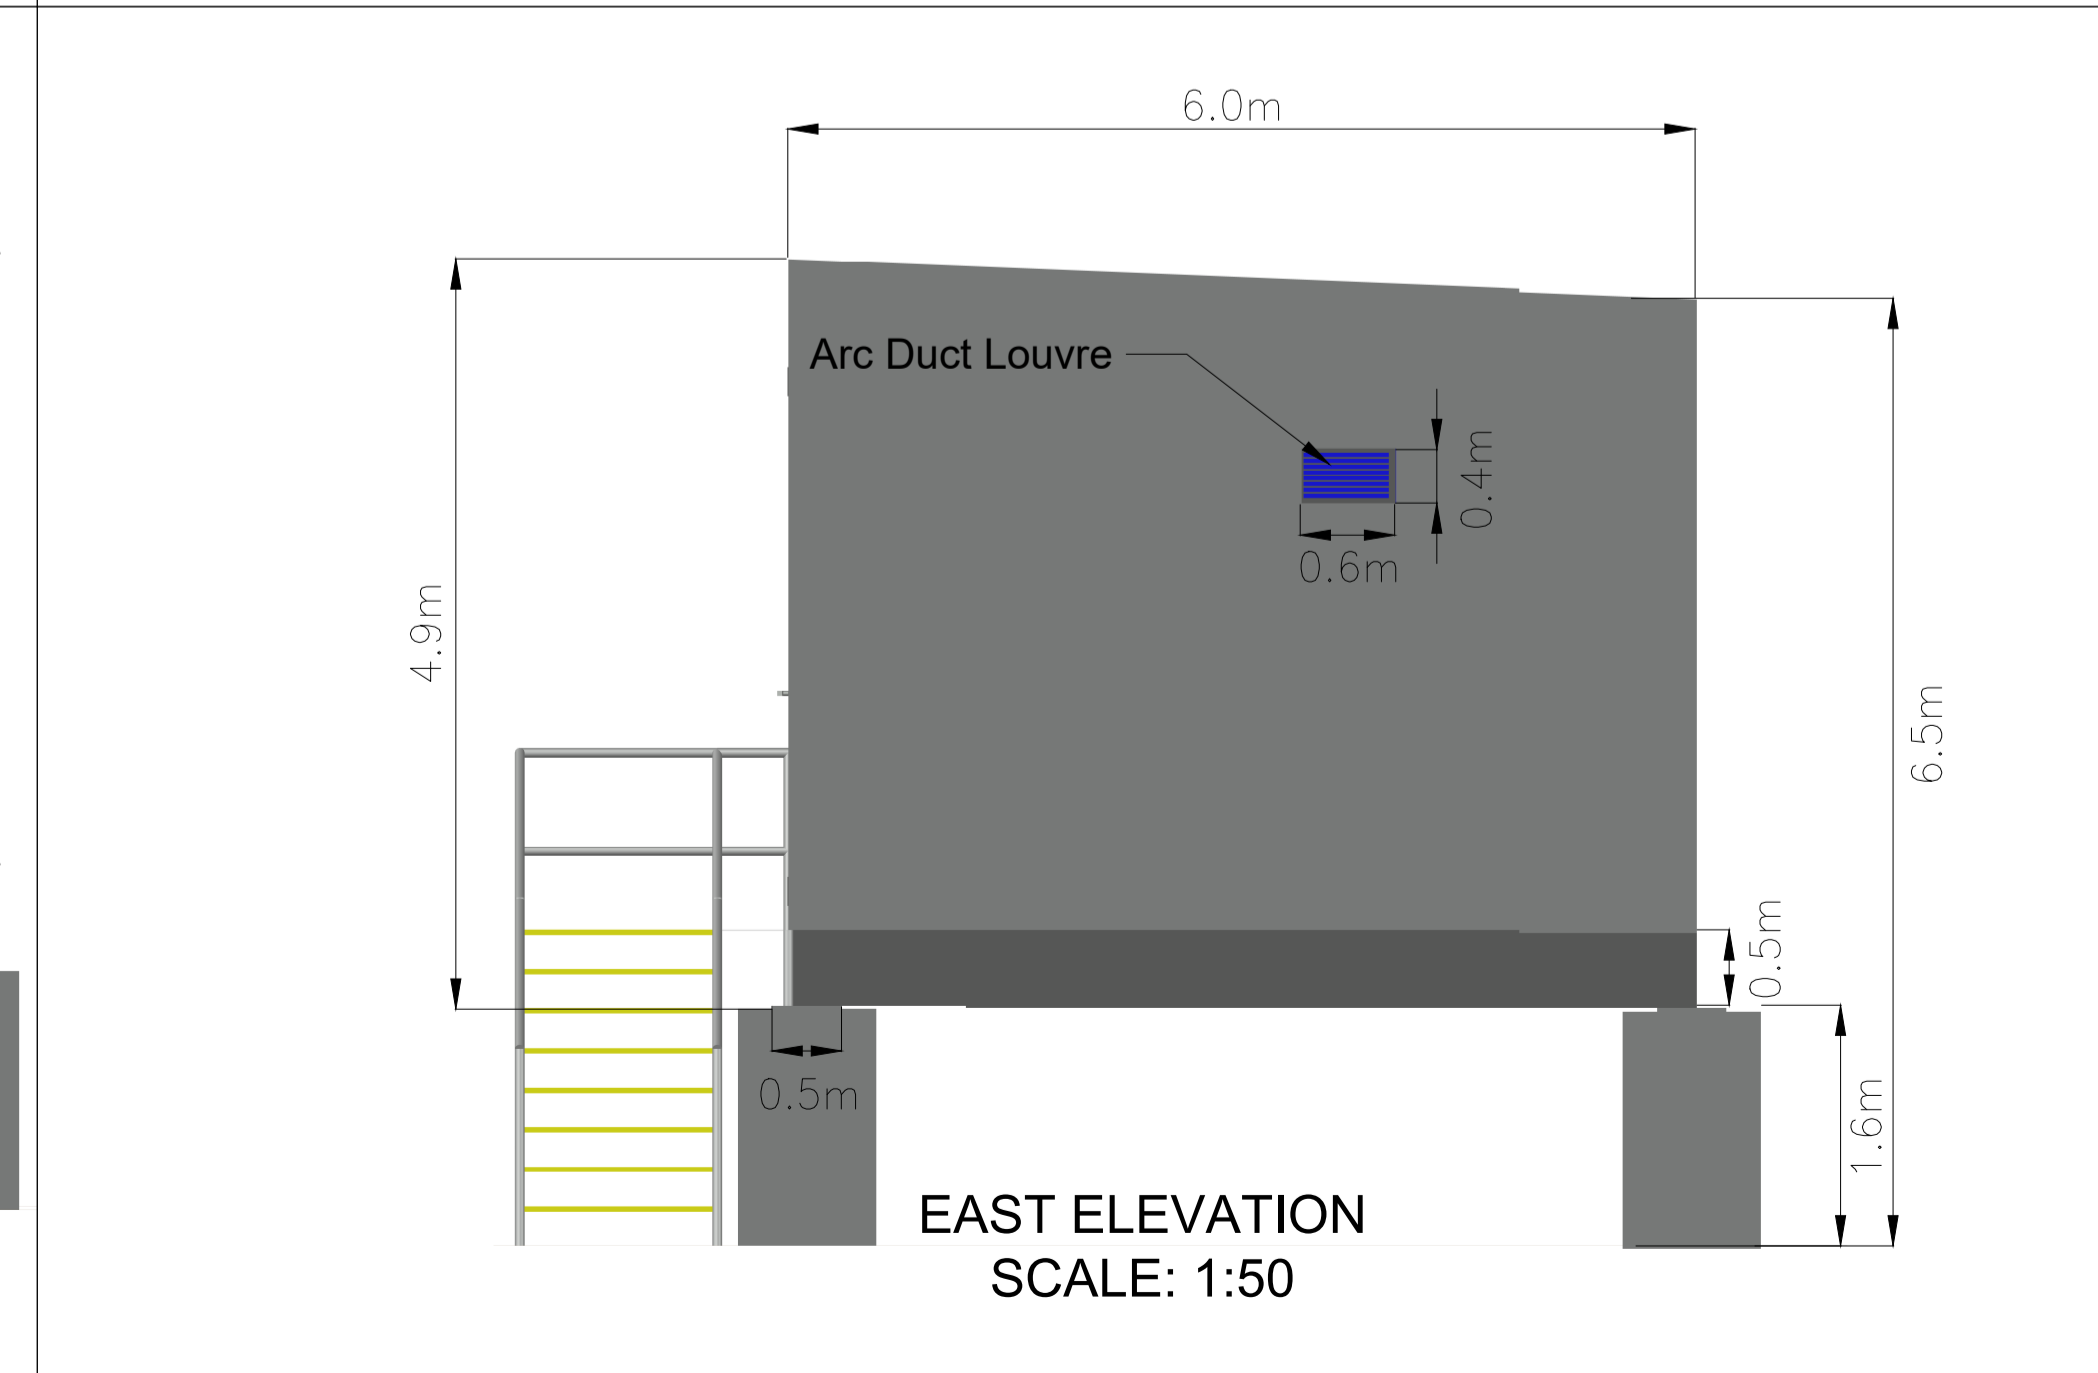 6.0m
Arc Duct Louvre
0.4m
0.6m
4.9m
6.5m
0.5m
0.5m
1.6m
EAST ELEVATION
SCALE: 1:50